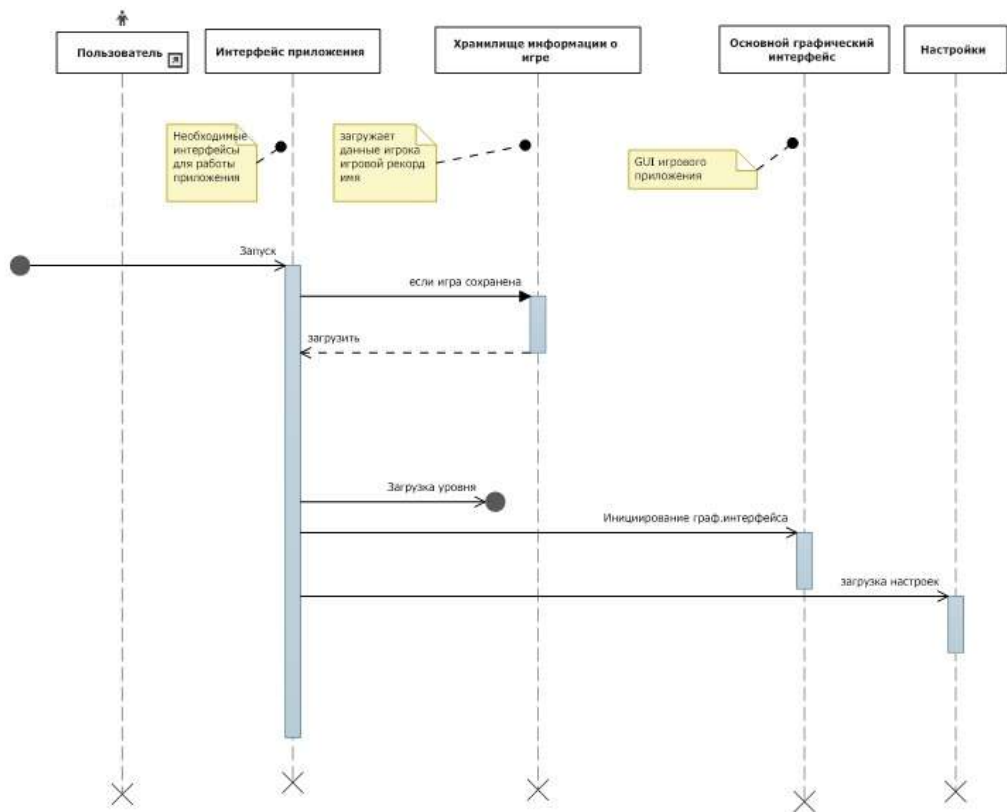 Пользователь
Интерфейс приложения
Хранилище информации о
игре
Основной графический
интерфейс
Настройки
Необходимые
интерфейсы
для работы
приложения
загружает
данные игрока
игровой рекорд
имя
GUI игрового
приложения
Запуск
если игра сохранена
загрузить
Загрузка уровня
Инициирование граф.интерфейса
загрузка настроек